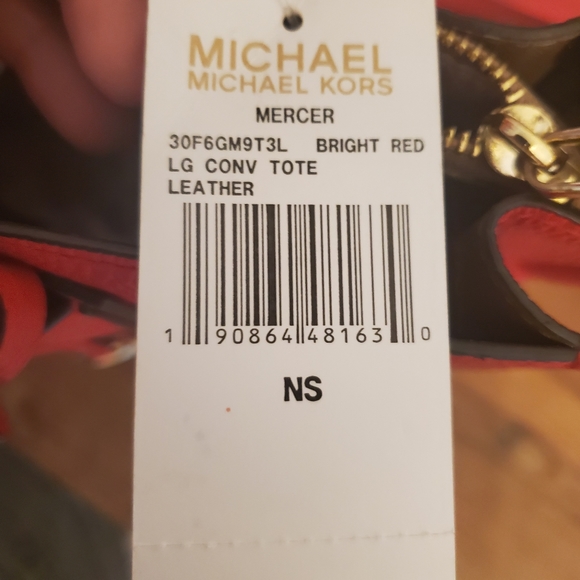 MICHAEL
MICHAEL KORS
MERCER
30F6GM9T3L BRIGHT RED
LG CONV TOTE
LEATHER
1 90864 48163 0
NS